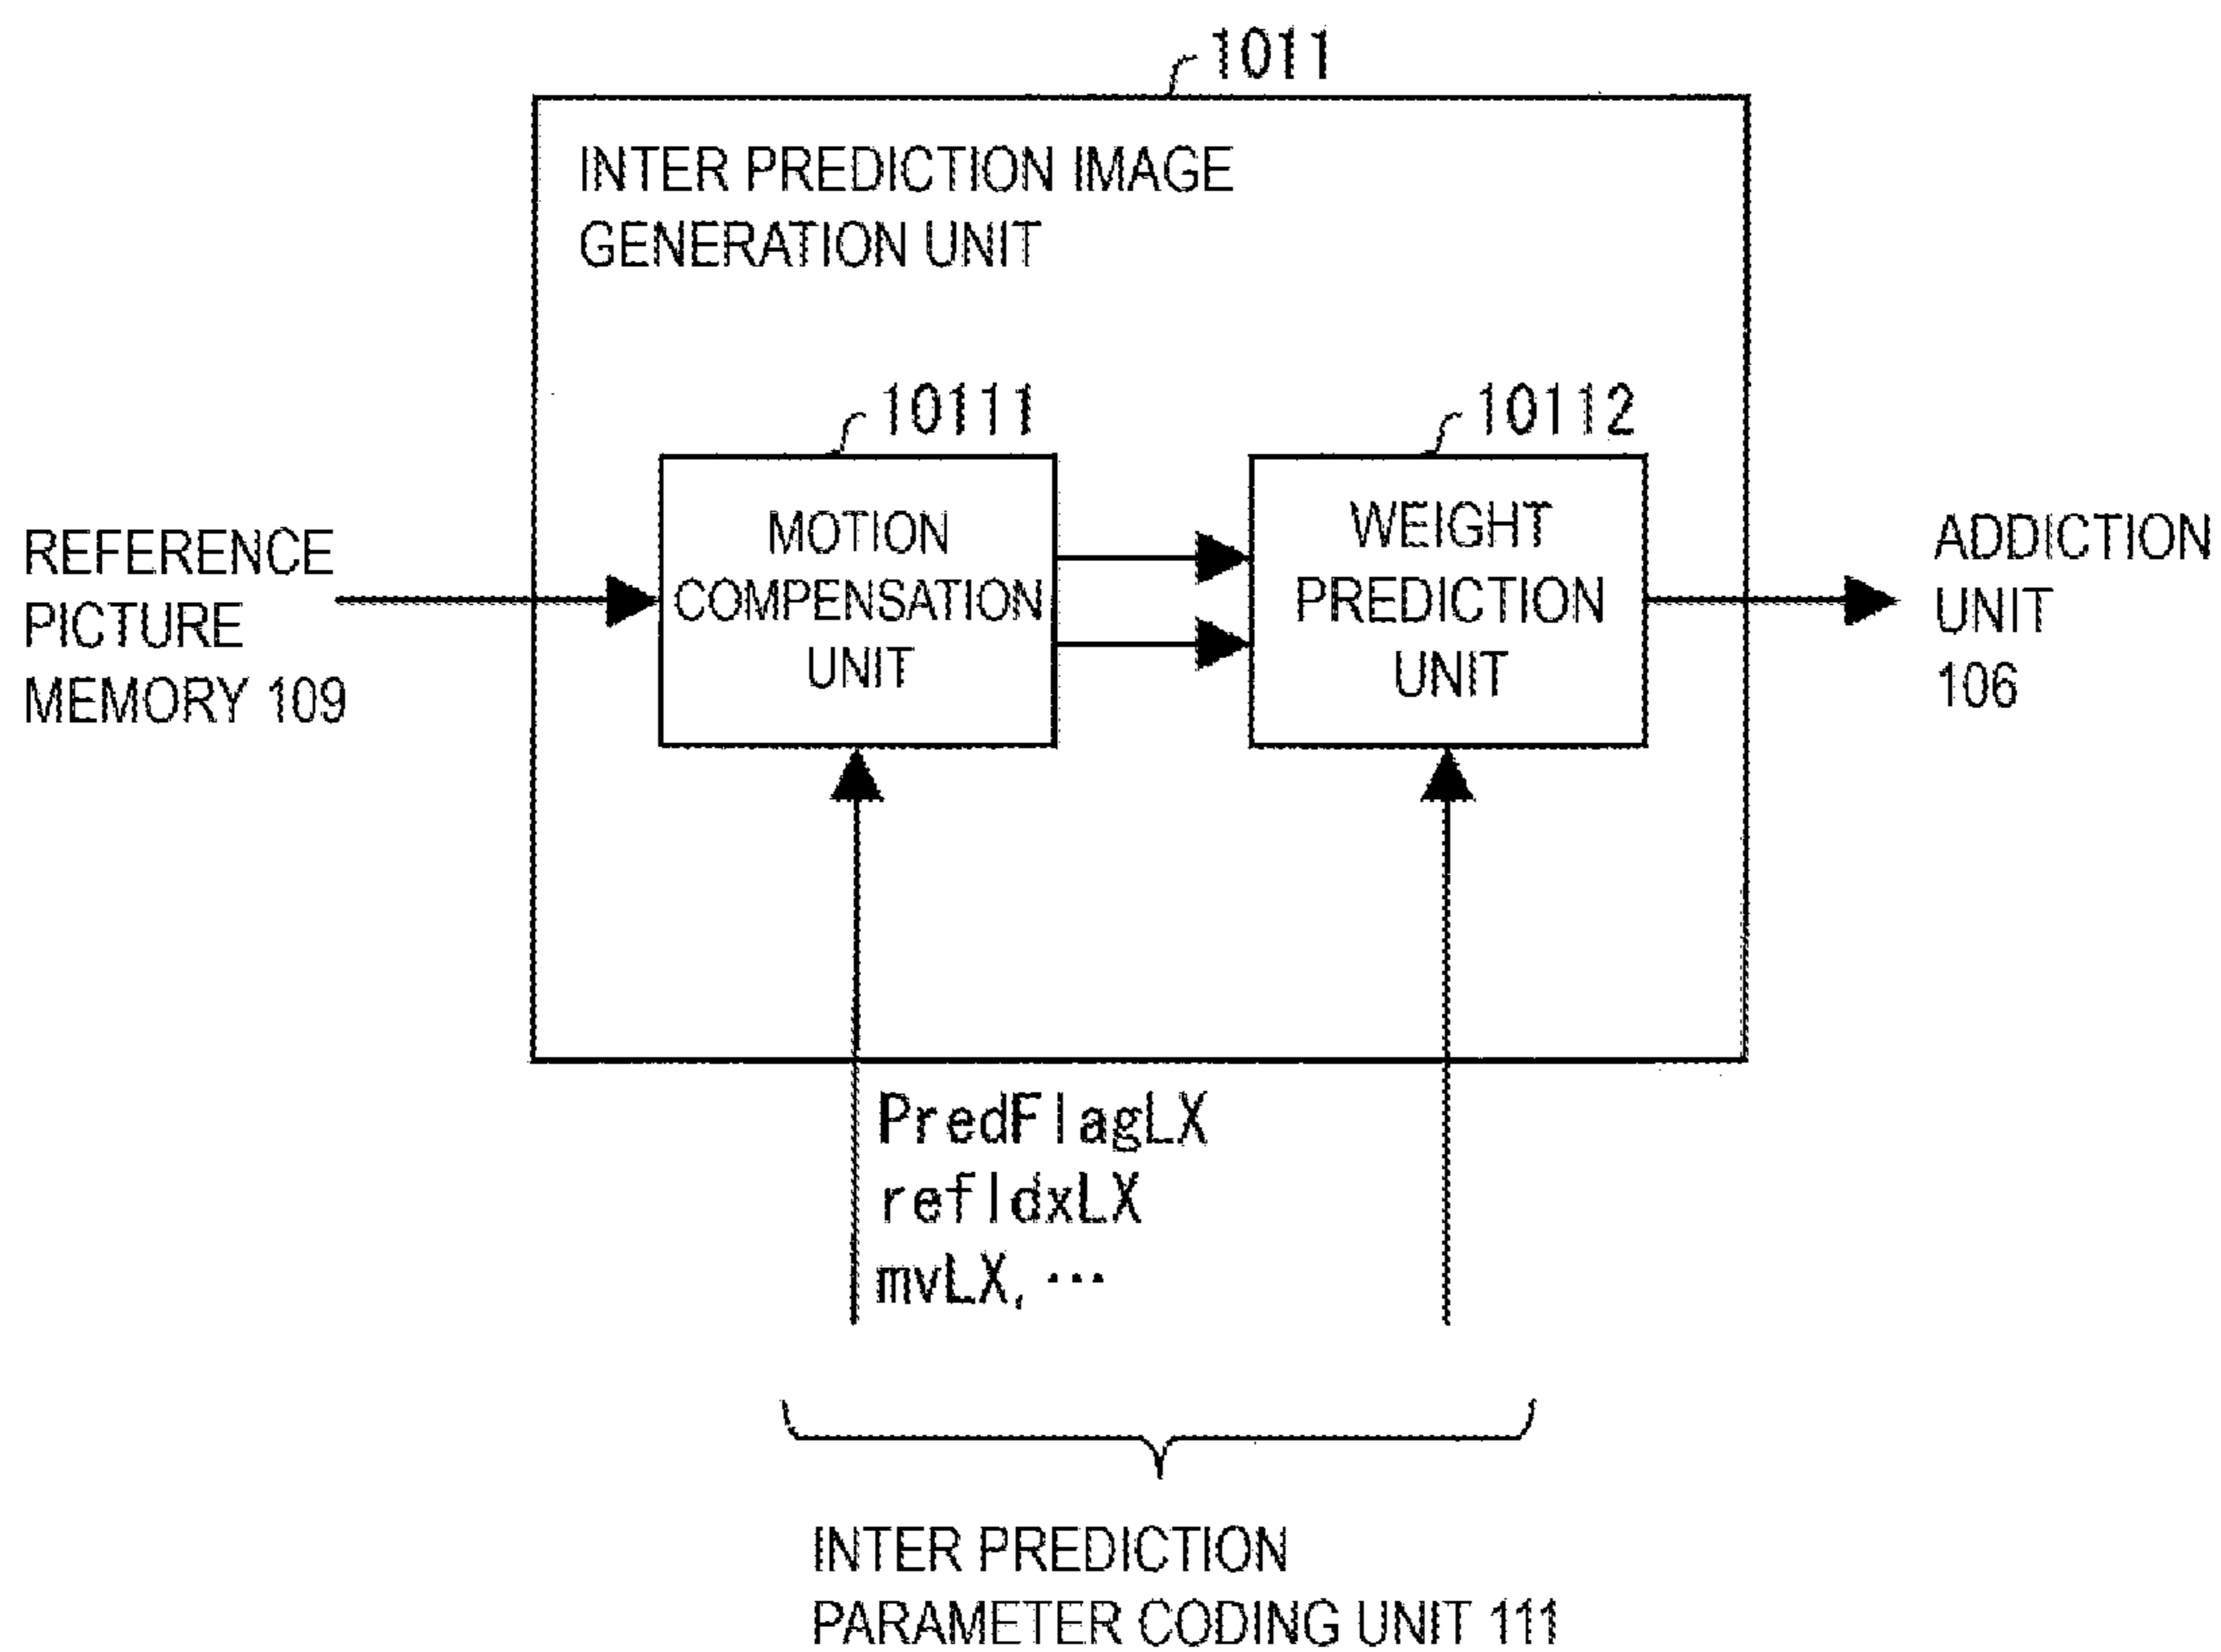 1011
INTER PREDICTION IMAGE
GENERATION UNIT
10111
10112
REFERENCE
PICTURE
MEMORY 109
MOTION
COMPENSATION
UNIT
WEIGHT
PREDICTION
UNIT
ADDICTION
UNIT
106
PredFlagLX
refIdxLX
mvLX, ...
INTER PREDICTION
PARAMETER CODING UNIT 111